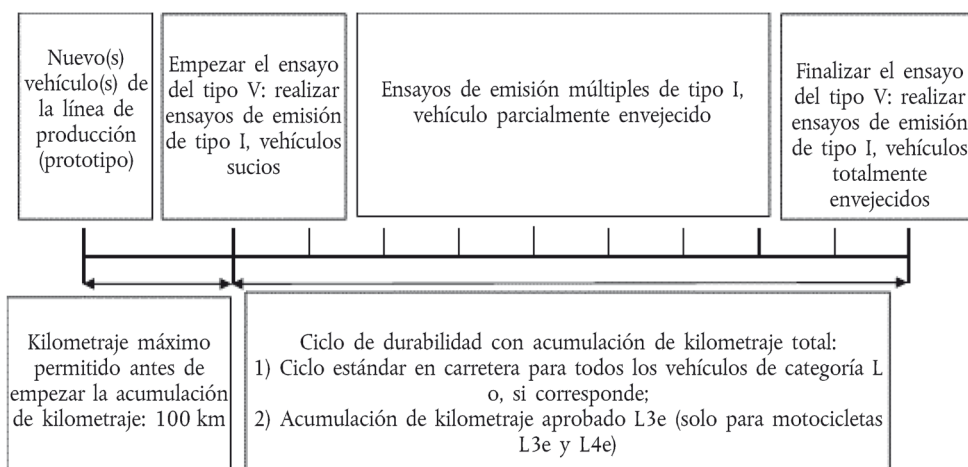 Nuevo(s)
vehículo(s) de
la línea de
producción
(prototipo)
Empezar el ensayo
del tipo V: realizar
ensayos de emisión
de tipo I, vehículos
sucios
Ensayos de emisión múltiples de tipo I,
vehículo parcialmente envejecido
Finalizar el ensayo
del tipo V: realizar
ensayos de emisión
de tipo I, vehículos
totalmente
envejecidos
Kilometraje máximo
permitido antes de
empezar la acumulación
de kilometraje: 100 km
Ciclo de durabilidad con acumulación de kilometraje total:
1) Ciclo estándar en carretera para todos los vehículos de categoría L
o, si corresponde;
2) Acumulación de kilometraje aprobado L3e (solo para motocicletas
L3e y L4e)